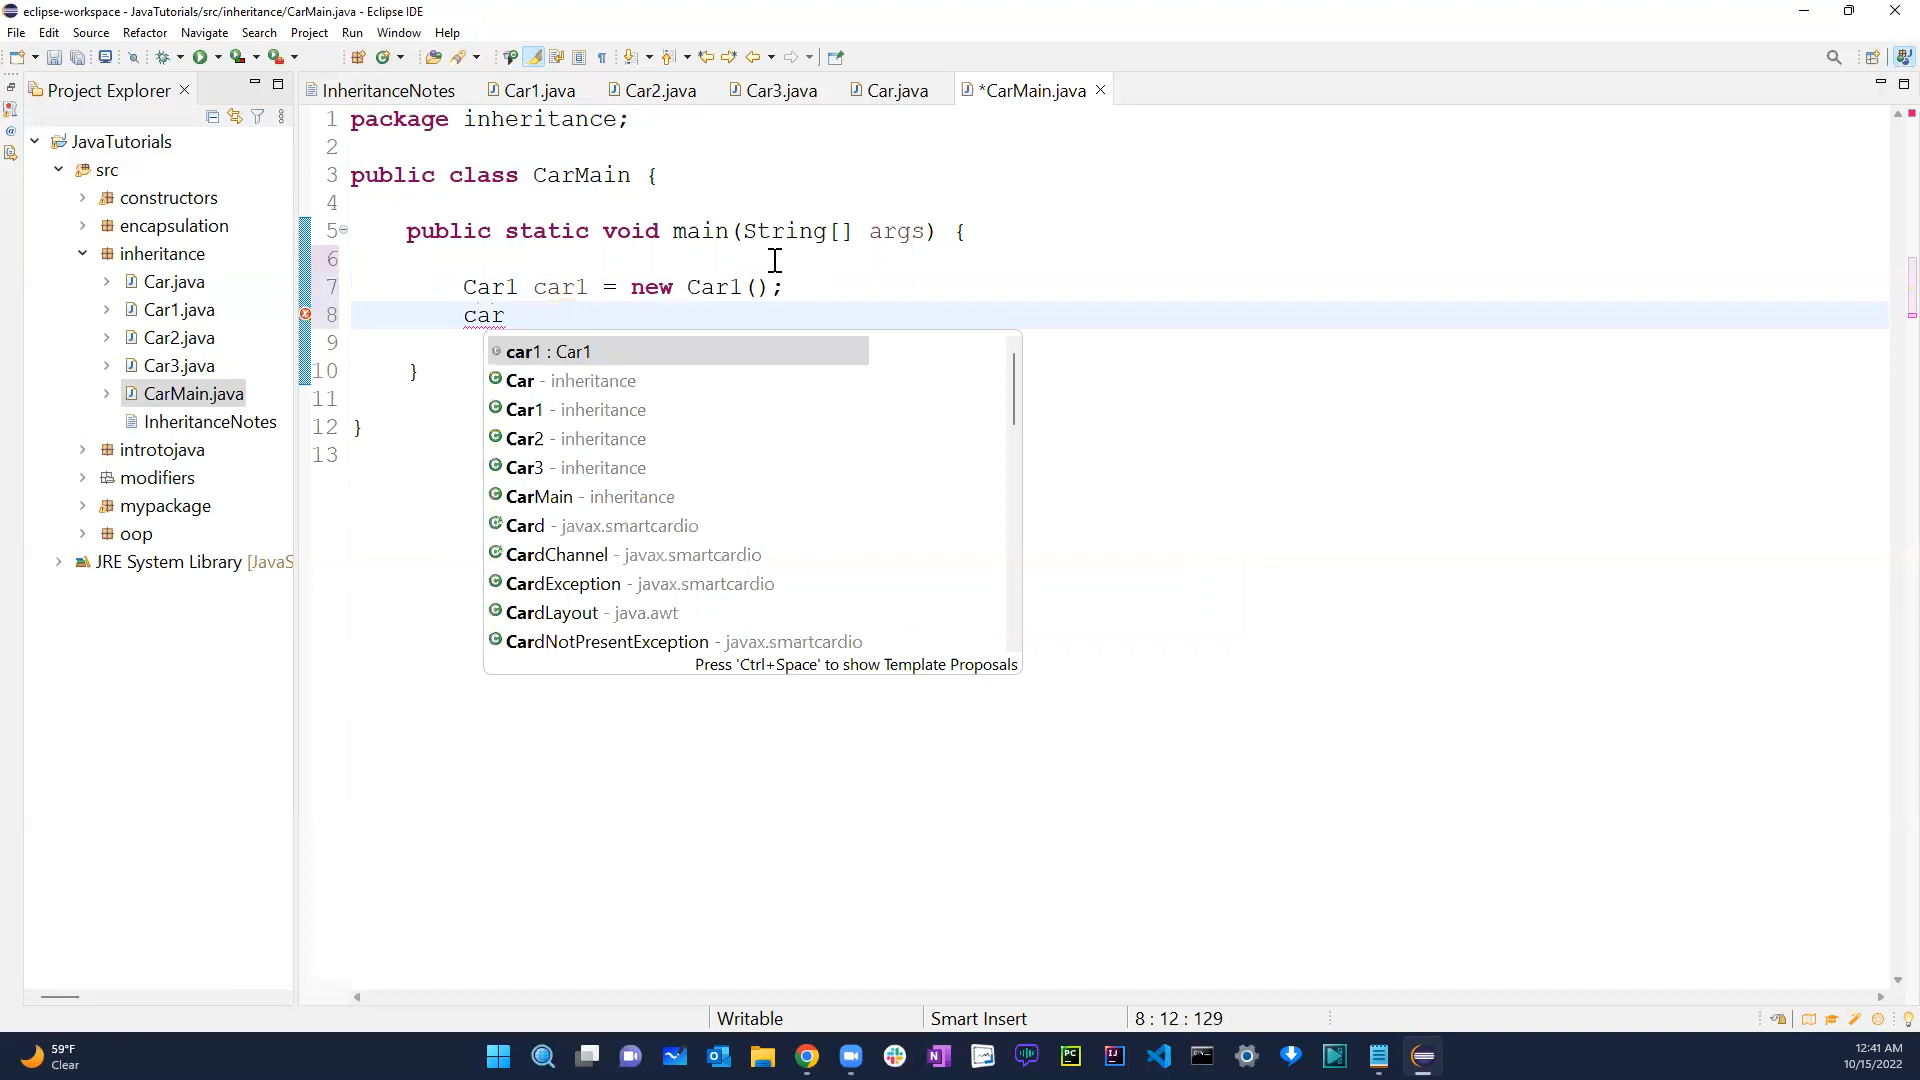 eclipse-workspace - JavaTutorials/src/inheritance/CarMain.java - Eclipse IDE
File Edit Source Refactor Navigate Search Project Run Window Help
Project Explorer
InheritanceNotes Car1.java Car2.java Car3.java Car.java *CarMain.java
JavaTutorials
src
constructors
encapsulation
inheritance
Car.java
Car1.java
Car2.java
Car3.java
CarMain.java
InheritanceNotes
introtojava
modifiers
mypackage
oop
JRE System Library [JavaS
1 package inheritance;
2
3 public class CarMain {
4
5 public static void main(String[] args) {
6
7 Car1 car1 = new Car1();
8 car
9
10 }
11
12 }
13
car1 : Car1
Car - inheritance
Car1 - inheritance
Car2 - inheritance
Car3 - inheritance
CarMain - inheritance
Card - javax.smartcardio
CardChannel - javax.smartcardio
CardException - javax.smartcardio
CardLayout - java.awt
CardNotPresentException - javax.smartcardio
Press 'Ctrl+Space' to show Template Proposals
Writable Smart Insert 8 : 12 : 129
59°F
Clear
12:41 AM
10/15/2022